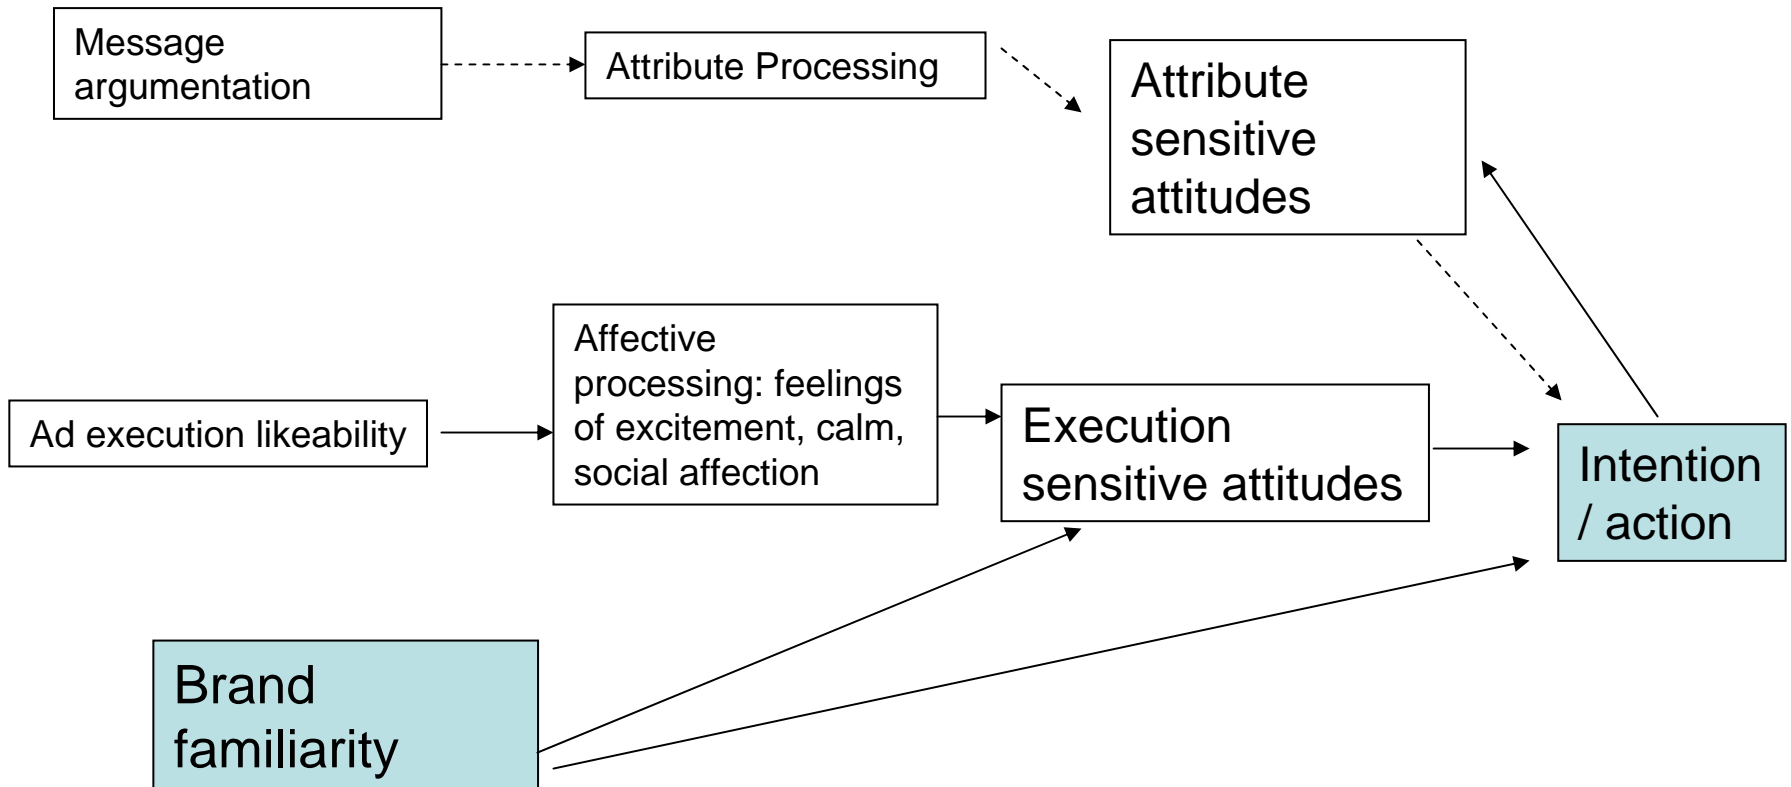 Message
argumentation
Attribute Processing
Attribute
sensitive
attitudes
Affective
processing: feelings
of excitement, calm,
social affection
Ad execution likeability
Execution
sensitive attitudes
Intention
/ action
Brand
familiarity